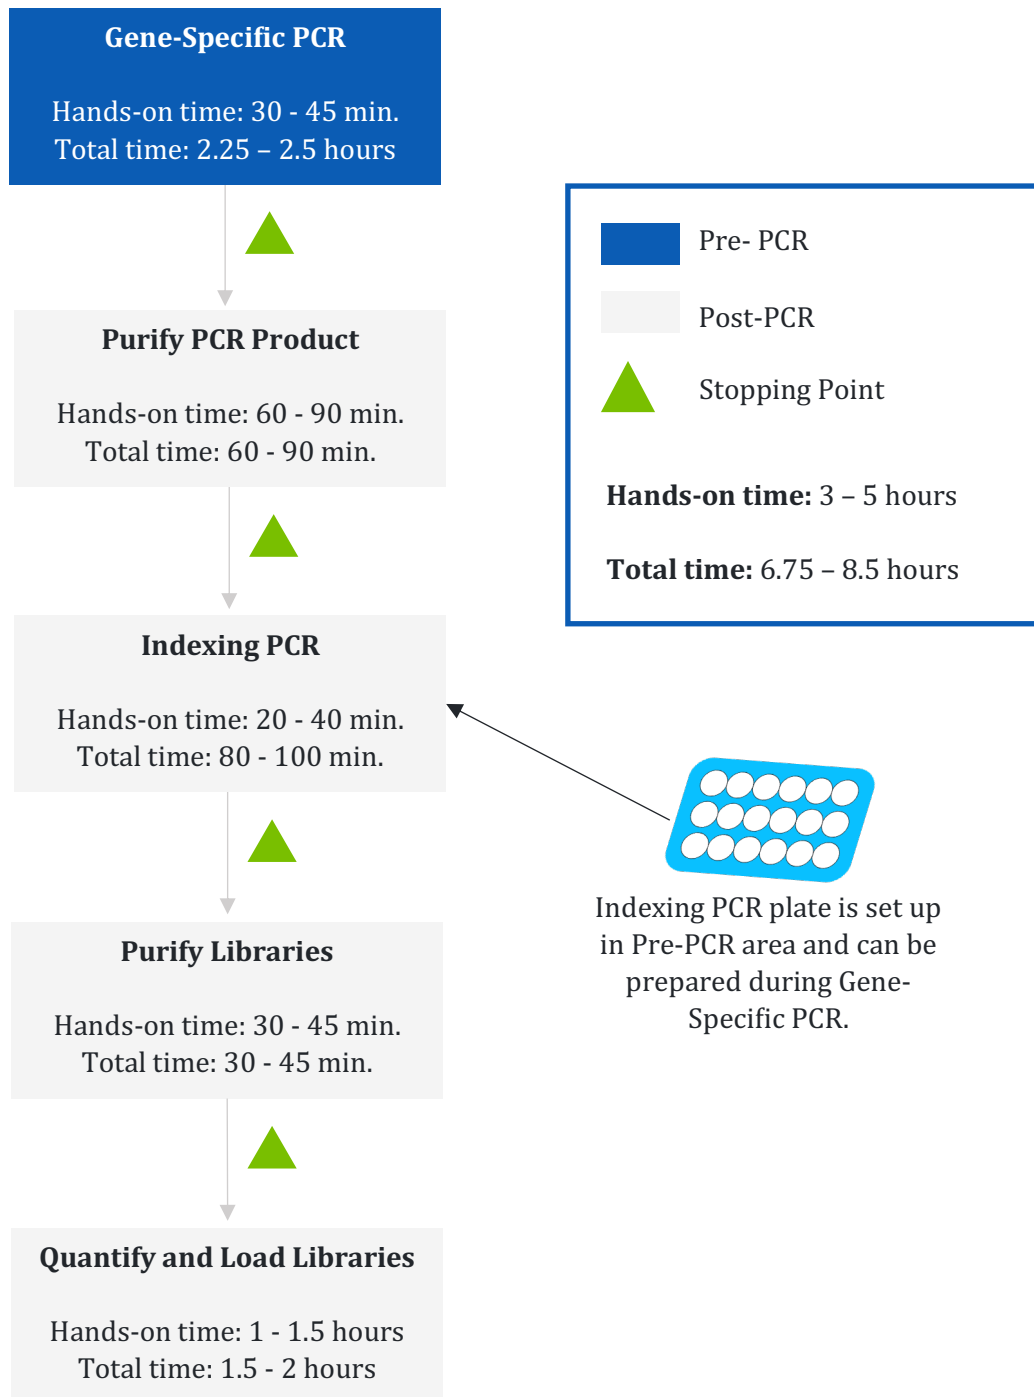 Gene-Specific PCR
Hands-on time: 30 - 45 min.
Total time: 2.25 – 2.5 hours
Purify PCR Product
Hands-on time: 60 - 90 min.
Total time: 60 - 90 min.
Indexing PCR
Hands-on time: 20 - 40 min.
Total time: 80 - 100 min.
Purify Libraries
Hands-on time: 30 - 45 min.
Total time: 30 - 45 min.
Quantify and Load Libraries
Hands-on time: 1 - 1.5 hours
Total time: 1.5 - 2 hours
Pre- PCR
Post-PCR
Stopping Point
Hands-on time: 3 – 5 hours
Total time: 6.75 – 8.5 hours
Indexing PCR plate is set up
in Pre-PCR area and can be
prepared during Gene-
Specific PCR.